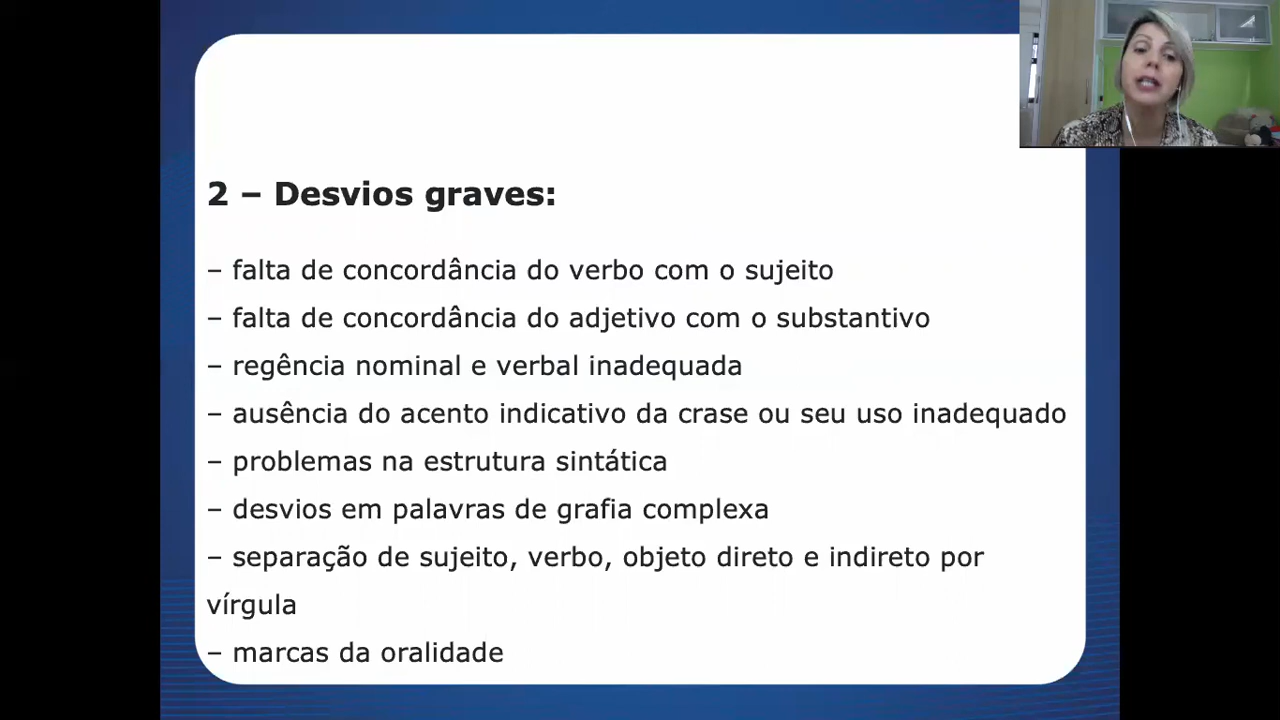 2 – Desvios graves:
– falta de concordância do verbo com o sujeito
– falta de concordância do adjetivo com o substantivo
– regência nominal e verbal inadequada
– ausência do acento indicativo da crase ou seu uso inadequado
– problemas na estrutura sintática
– desvios em palavras de grafia complexa
– separação de sujeito, verbo, objeto direto e indireto por
vírgula
– marcas da oralidade